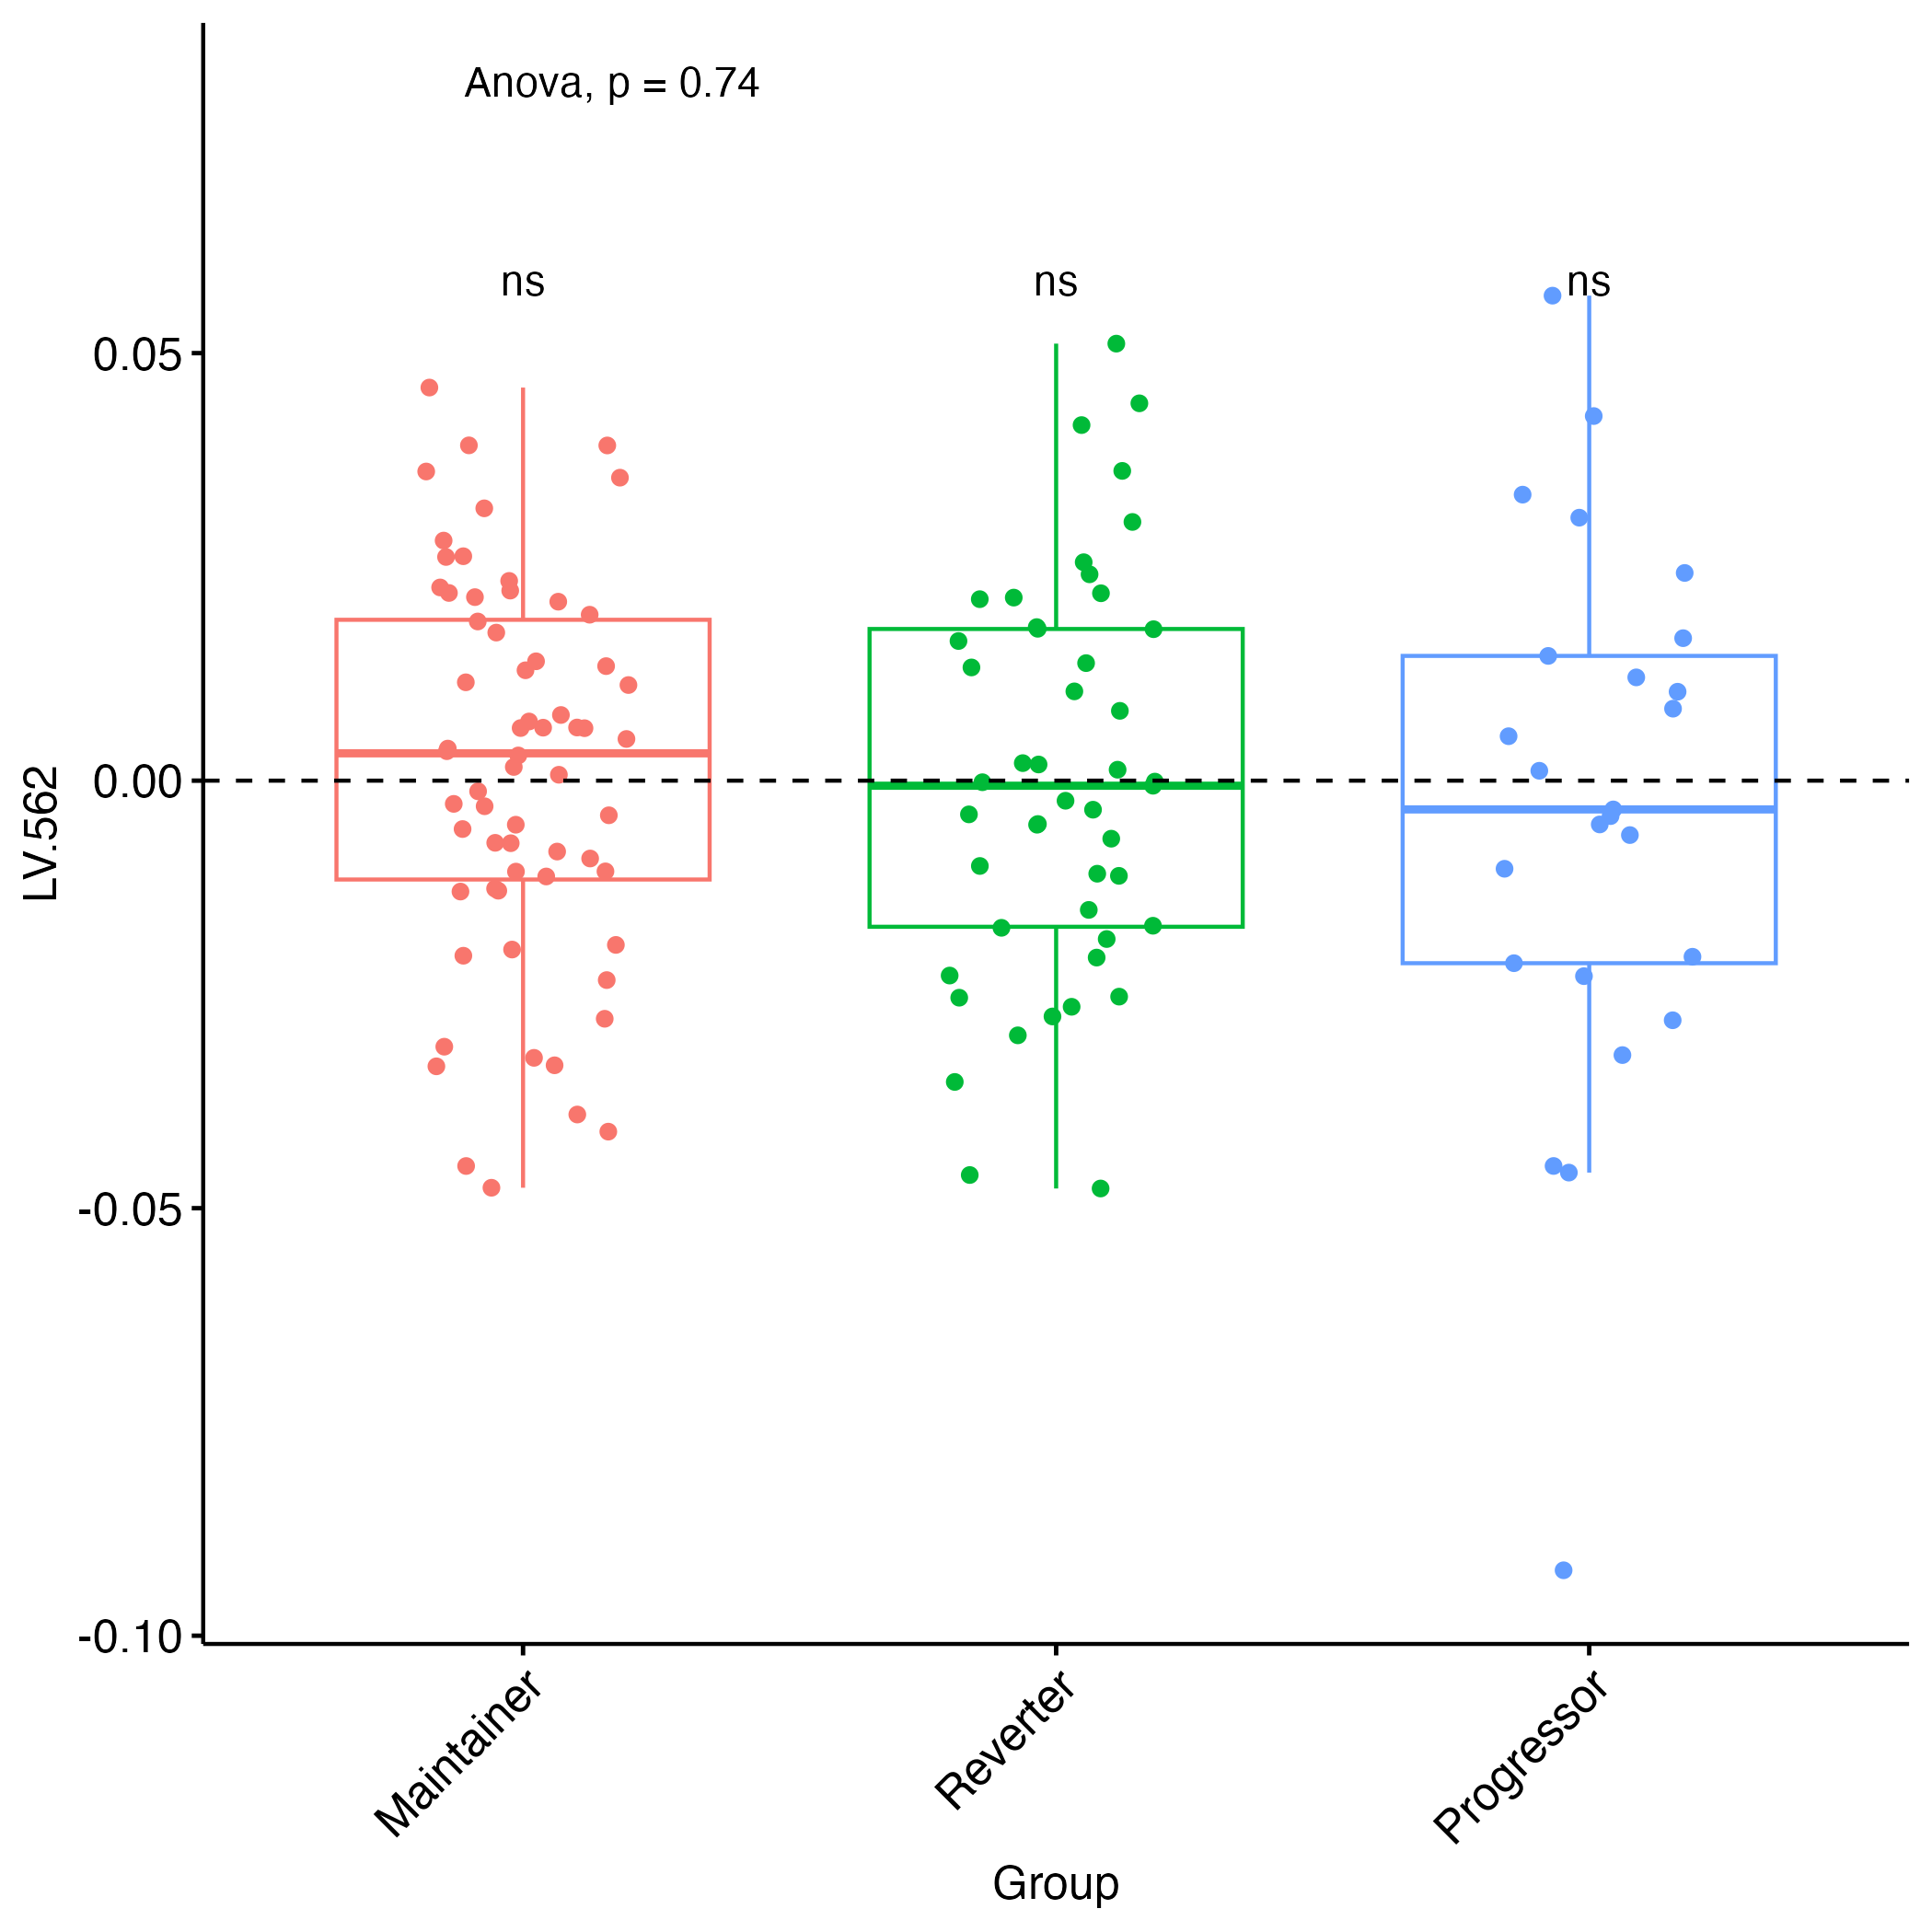 Anova, p = 0.74
ns ns ns
0.05
0.00
-0.05
-0.10
LV.562
Maintainer Reverter Progressor
Group